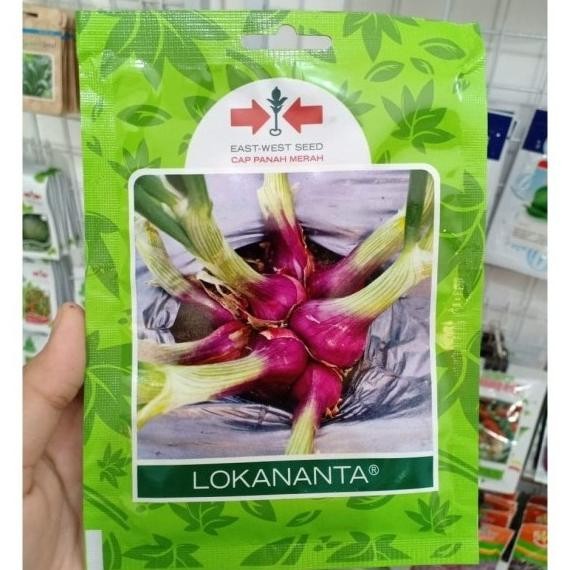 EAST-WEST SEED
CAP PANAH MERAH
LOKANANTA®